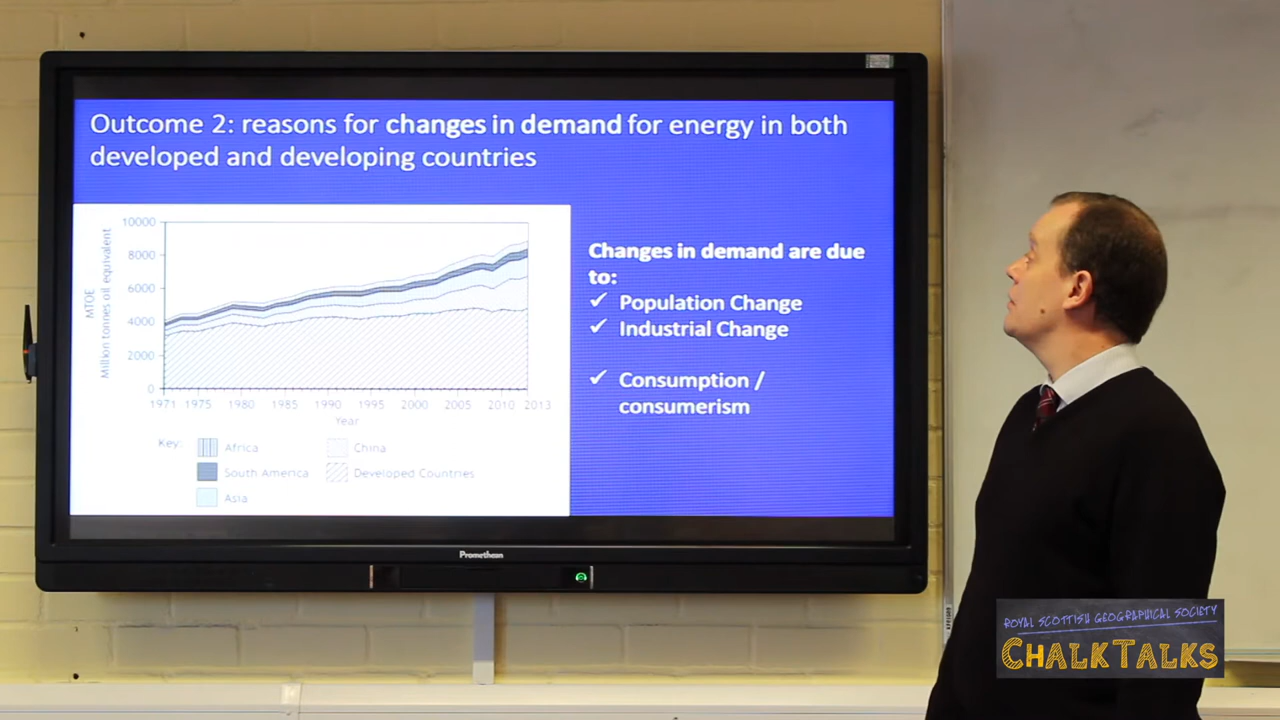 Outcome 2: reasons for changes in demand for energy in both
developed and developing countries
10000
8000
6000
4000
2000
0
MTOE
Million tonnes oil equivalent
1971 1975 1980 1985 1990 1995 2000 2005 2010 2013
Year
Key:
Africa
China
South America
Developed Countries
Asia
Changes in demand are due
to:
✓ Population Change
✓ Industrial Change
✓ Consumption /
consumerism
Promethean
ROYAL SCOTTISH GEOGRAPHICAL SOCIETY
CHALKTALKS